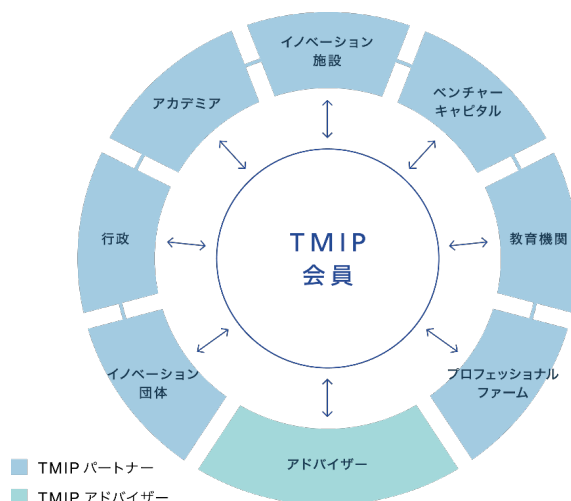 イノベーション
施設
ベンチャー
キャピタル
アカデミア
行政
TMIP
会員
教育機関
イノベーション
団体
プロフェッショナル
ファーム
アドバイザー
TMIP パートナー
TMIP アドバイザー